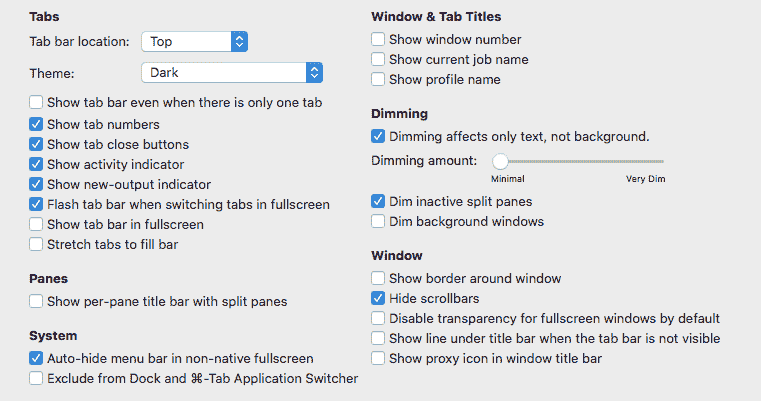 Tabs
Tab bar location: Top
Theme: Dark
Show tab bar even when there is only one tab
Show tab numbers
Show tab close buttons
Show activity indicator
Show new-output indicator
Flash tab bar when switching tabs in fullscreen
Show tab bar in fullscreen
Stretch tabs to fill bar
Panes
Show per-pane title bar with split panes
System
Auto-hide menu bar in non-native fullscreen
Exclude from Dock and ⌘-Tab Application Switcher
Window & Tab Titles
Show window number
Show current job name
Show profile name
Dimming
Dimming affects only text, not background.
Dimming amount:
Minimal Very Dim
Dim inactive split panes
Dim background windows
Window
Show border around window
Hide scrollbars
Disable transparency for fullscreen windows by default
Show line under title bar when the tab bar is not visible
Show proxy icon in window title bar